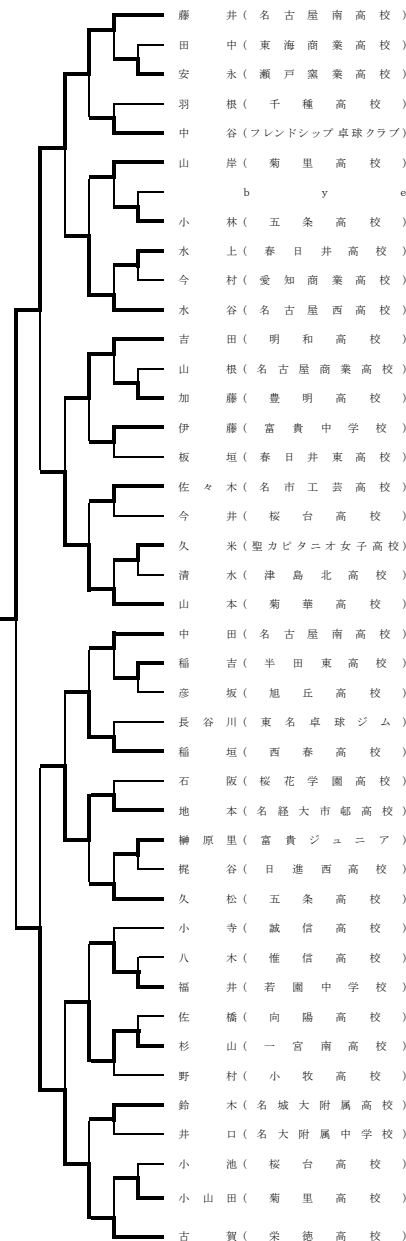 藤井(名古屋南高校)
田中(東海商業高校)
安永(瀬戸窯業高校)
羽根(千種高校)
中谷(フレンドシップ卓球クラブ)
山岸(菊里高校)
bye
小林(五条高校)
水上(春日井高校)
今村(愛知商業高校)
水谷(名古屋西高校)
吉田(明和高校)
山根(名古屋商業高校)
加藤(豊明高校)
伊藤(富貴中学校)
板垣(春日井東高校)
佐々木(名市工芸高校)
今井(桜台高校)
久米(聖カピタニオ女子高校)
清水(津島北高校)
山本(菊華高校)
中田(名古屋南高校)
稲吉(半田東高校)
彦坂(旭丘高校)
長谷川(東名卓球ジム)
稲垣(西春高校)
石阪(桜花学園高校)
地本(名経大市邨高校)
榊原里(富貴ジュニア)
梶谷(日進西高校)
久松(五条高校)
小寺(誠信高校)
八木(惟信高校)
福井(若園中学校)
佐橋(向陽高校)
杉山(一宮南高校)
野村(小牧高校)
鈴木(名城大附属高校)
井口(名大附属中学校)
小池(桜台高校)
小山田(菊里高校)
古賀(栄徳高校)